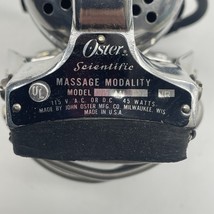 Oster
Scientific
MASSAGE MODALITY
UL
MODEL
115 V. A.C. OR D.C. 45 WATTS
MADE BY JOHN OSTER MFG. CO. MILWAUKEE, WIS
MADE IN U.S.A.